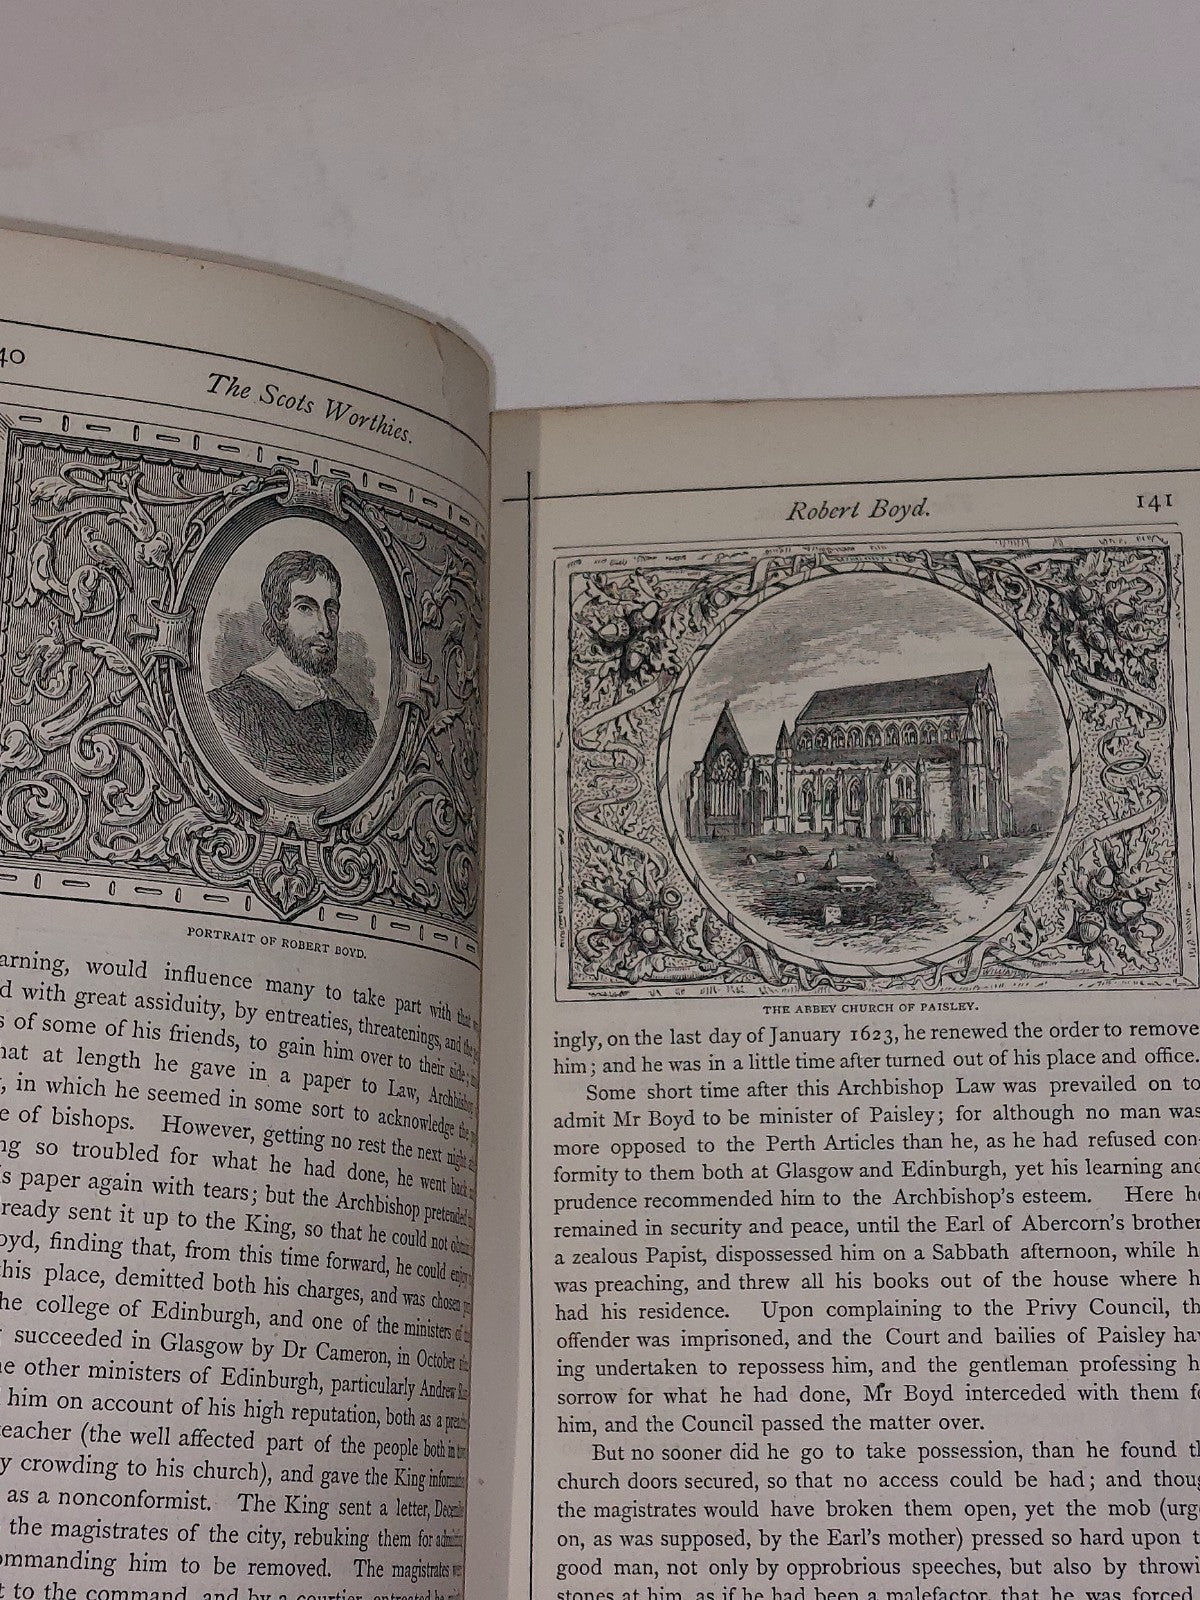 40
The Scots Worthies.
PORTRAIT OF ROBERT BOYD.
arning, would influence many to take part with that
d with great assiduity, by entreaties, threatenings, and the
s of some of his friends, to gain him over to their side;
hat at length he gave in a paper to Law, Archbishop
, in which he seemed in some sort to acknowledge the
e of bishops. However, getting no rest the next night
ng so troubled for what he had done, he went back
s paper again with tears; but the Archbishop pretended
ready sent it up to the King, so that he could not
oyd, finding that, from this time forward, he could enjoy
this place, demitted both his charges, and was chosen
he college of Edinburgh, and one of the ministers of
succeeded in Glasgow by Dr Cameron, in October
he other ministers of Edinburgh, particularly Andrew
him on account of his high reputation, both as a
teacher (the well affected part of the people both in
y crowding to his church), and gave the King
as a nonconformist. The King sent a letter,
the magistrates of the city, rebuking them for
ommanding him to be removed. The magistrates
t to the command, and by a courtier, entreated
Robert Boyd.
141
THE ABBEY CHURCH OF PAISLEY.
ingly, on the last day of January 1623, he renewed the order to remove
him; and he was in a little time after turned out of his place and office.
Some short time after this Archbishop Law was prevailed on to
admit Mr Boyd to be minister of Paisley; for although no man was
more opposed to the Perth Articles than he, as he had refused con-
formity to them both at Glasgow and Edinburgh, yet his learning and
prudence recommended him to the Archbishop's esteem. Here he
remained in security and peace, until the Earl of Abercorn's brother
a zealous Papist, dispossessed him on a Sabbath afternoon, while h
was preaching, and threw all his books out of the house where h
had his residence. Upon complaining to the Privy Council, th
offender was imprisoned, and the Court and bailies of Paisley hav
ing undertaken to repossess him, and the gentleman professing h
sorrow for what he had done, Mr Boyd interceded with them fo
him, and the Council passed the matter over.
But no sooner did he go to take possession, than he found th
church doors secured, so that no access could be had; and thoug
the magistrates would have broken them open, yet the mob (urge
on, as was supposed, by the Earl's mother) pressed so hard upon t
good man, not only by opprobrious speeches, but also by throwi
stones at him, as if he had been a malefactor, that he was forced